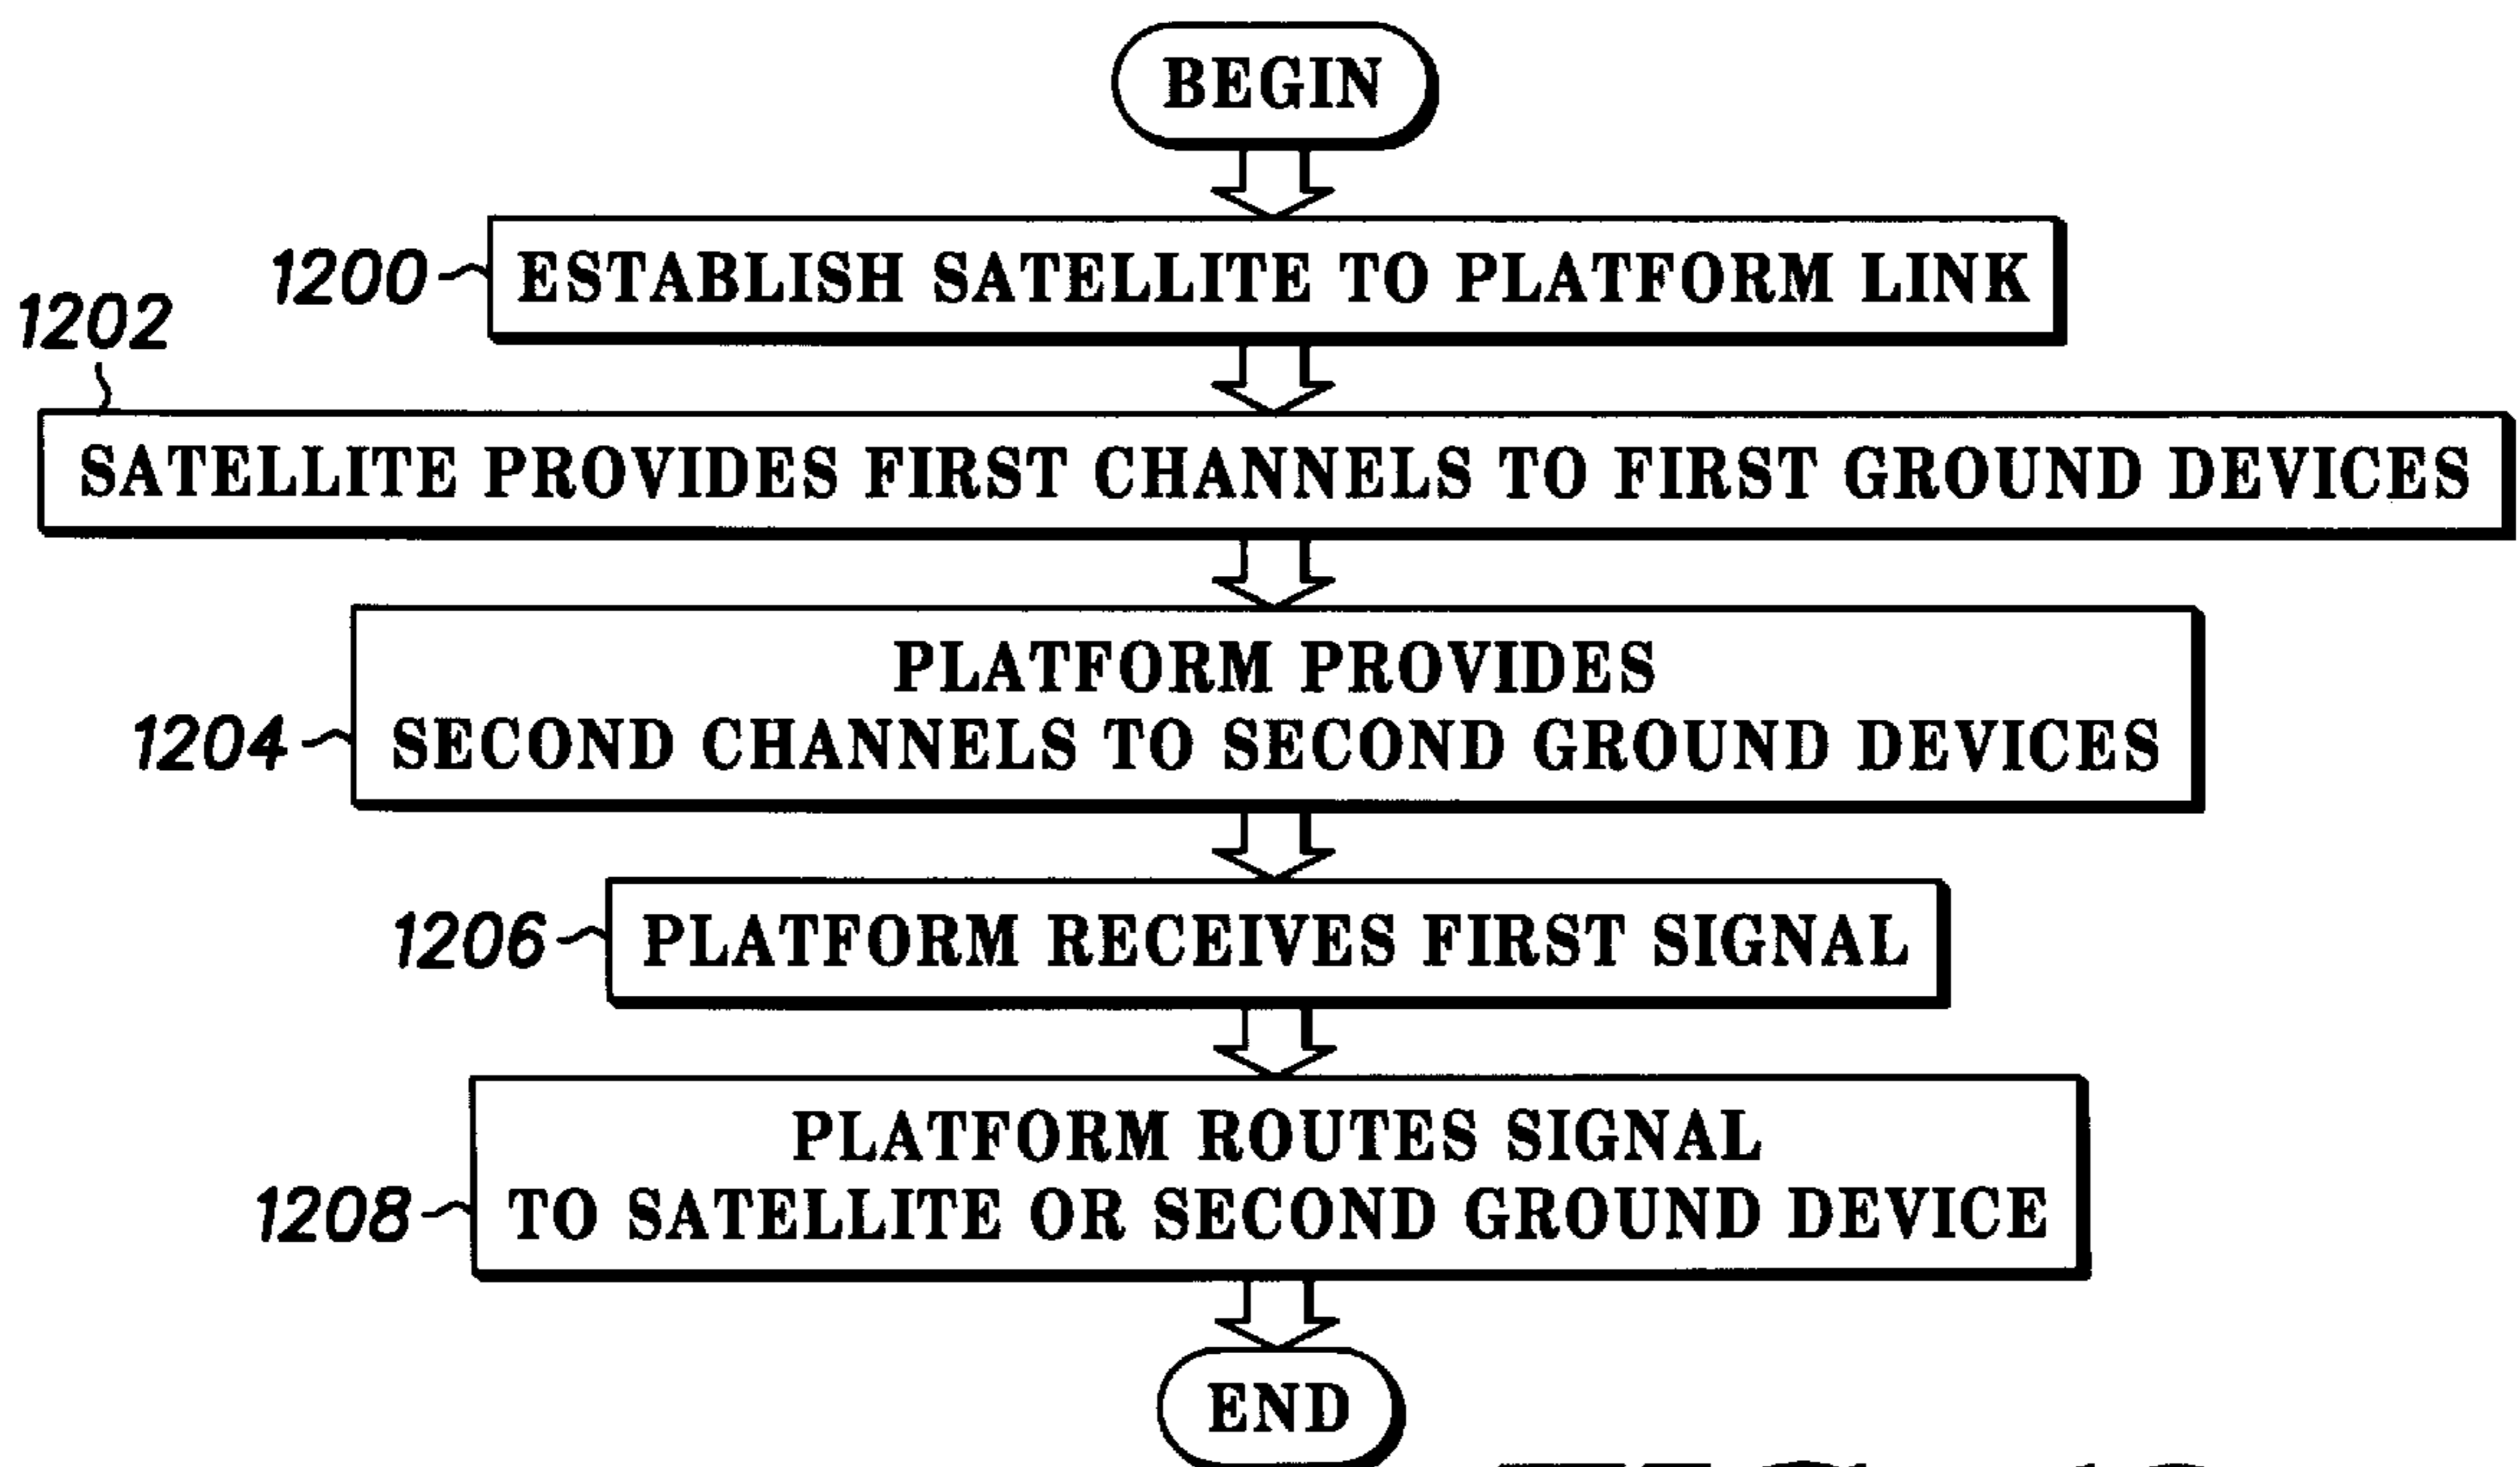 BEGIN
1200
ESTABLISH SATELLITE TO PLATFORM LINK
1202
SATELLITE PROVIDES FIRST CHANNELS TO FIRST GROUND DEVICES
PLATFORM PROVIDES
1204
SECOND CHANNELS TO SECOND GROUND DEVICES
1206
PLATFORM RECEIVES FIRST SIGNAL
PLATFORM ROUTES SIGNAL
1208
TO SATELLITE OR SECOND GROUND DEVICE
END